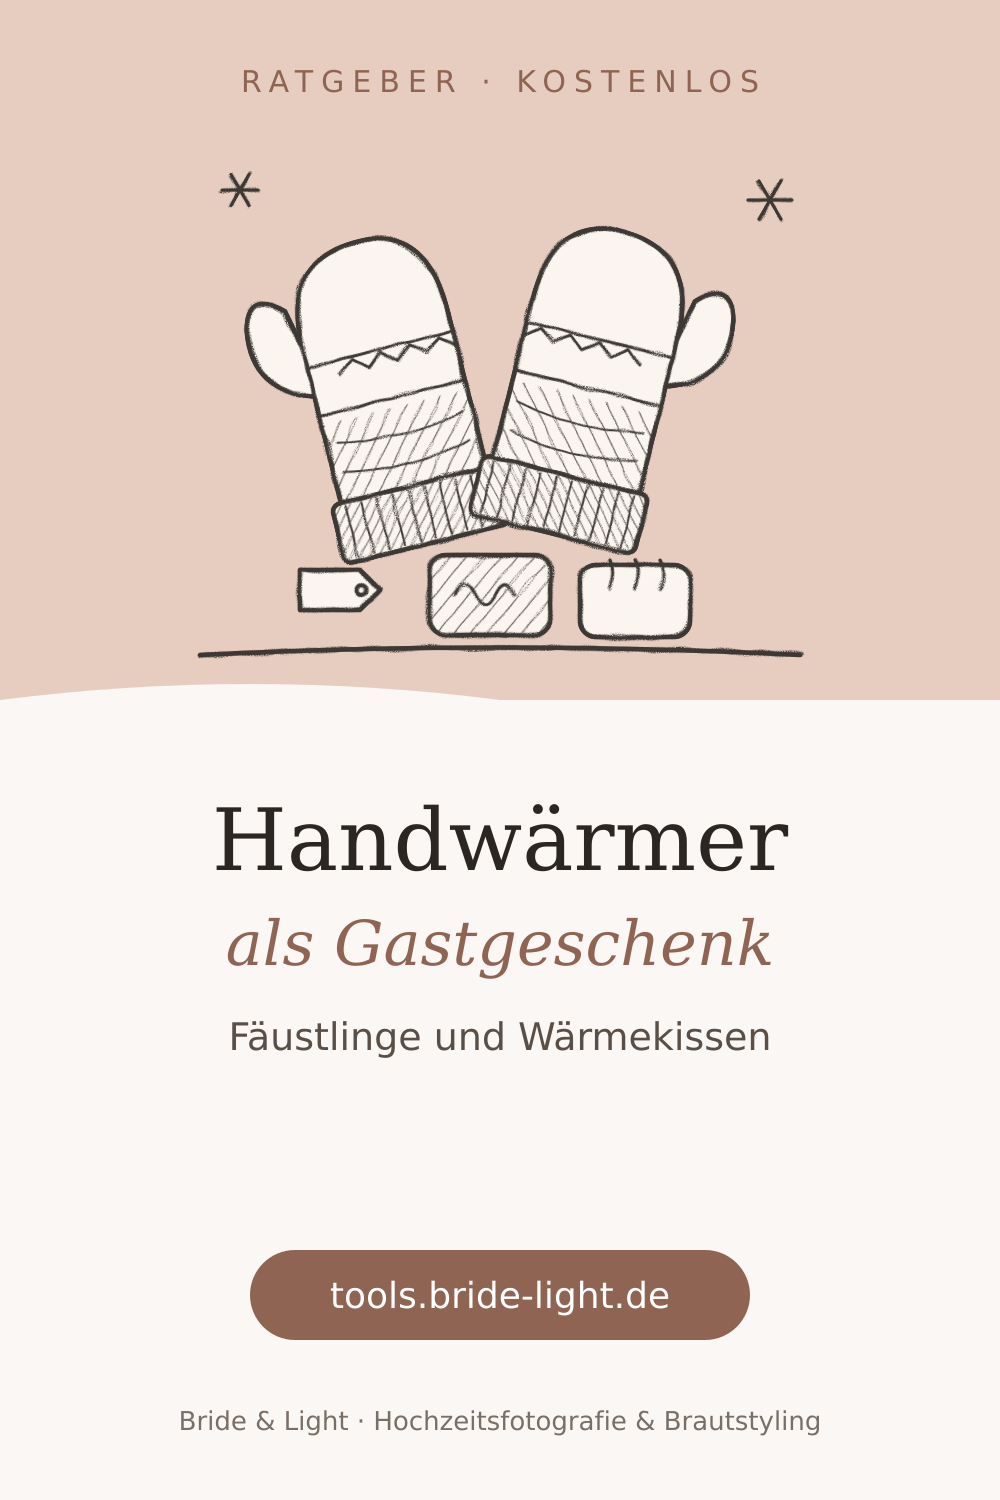 RATGEBER · KOSTENLOS
Handwärmer
als Gastgeschenk
Fäustlinge und Wärmekissen
tools.bride-light.de
Bride & Light · Hochzeitsfotografie & Brautstyling